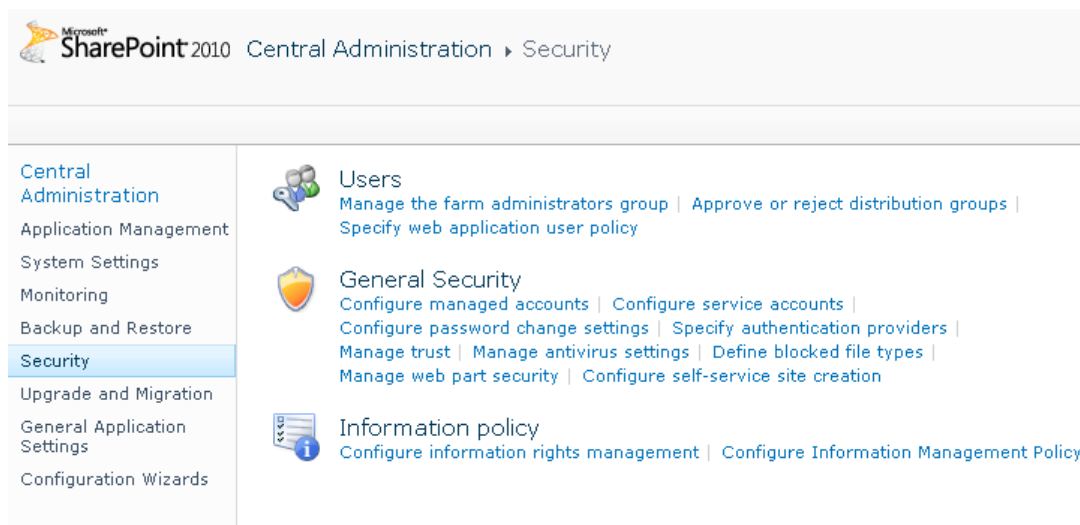 Microsoft
SharePoint 2010 Central Administration ▸ Security
Central
Administration
Application Management
System Settings
Monitoring
Backup and Restore
Security
Upgrade and Migration
General Application
Settings
Configuration Wizards
Users
Manage the farm administrators group | Approve or reject distribution groups |
Specify web application user policy
General Security
Configure managed accounts | Configure service accounts |
Configure password change settings | Specify authentication providers |
Manage trust | Manage antivirus settings | Define blocked file types |
Manage web part security | Configure self-service site creation
Information policy
Configure information rights management | Configure Information Management Policy